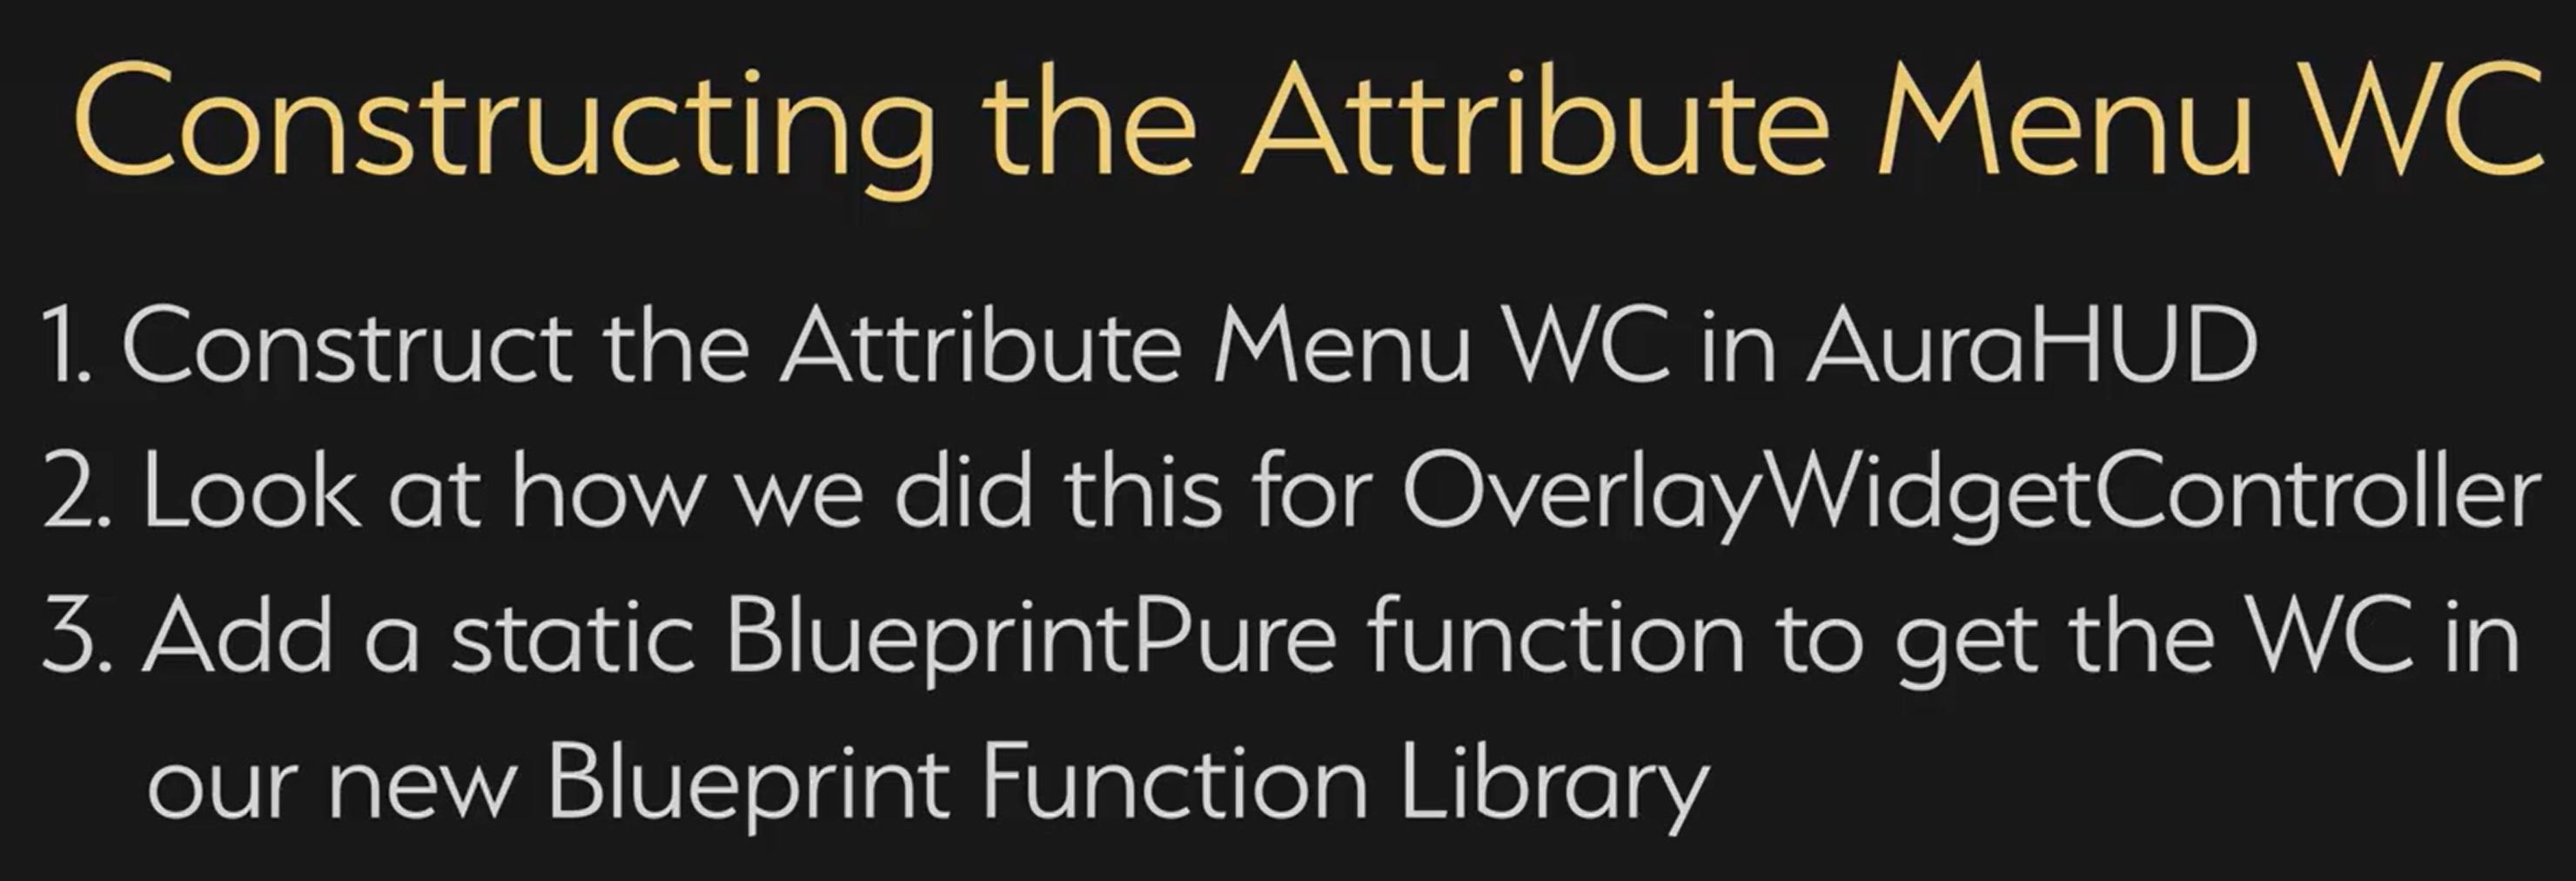 Constructing the Attribute Menu WC
1. Construct the Attribute Menu WC in AuraHUD
2. Look at how we did this for OverlayWidgetController
3. Add a static BlueprintPure function to get the WC in
our new Blueprint Function Library